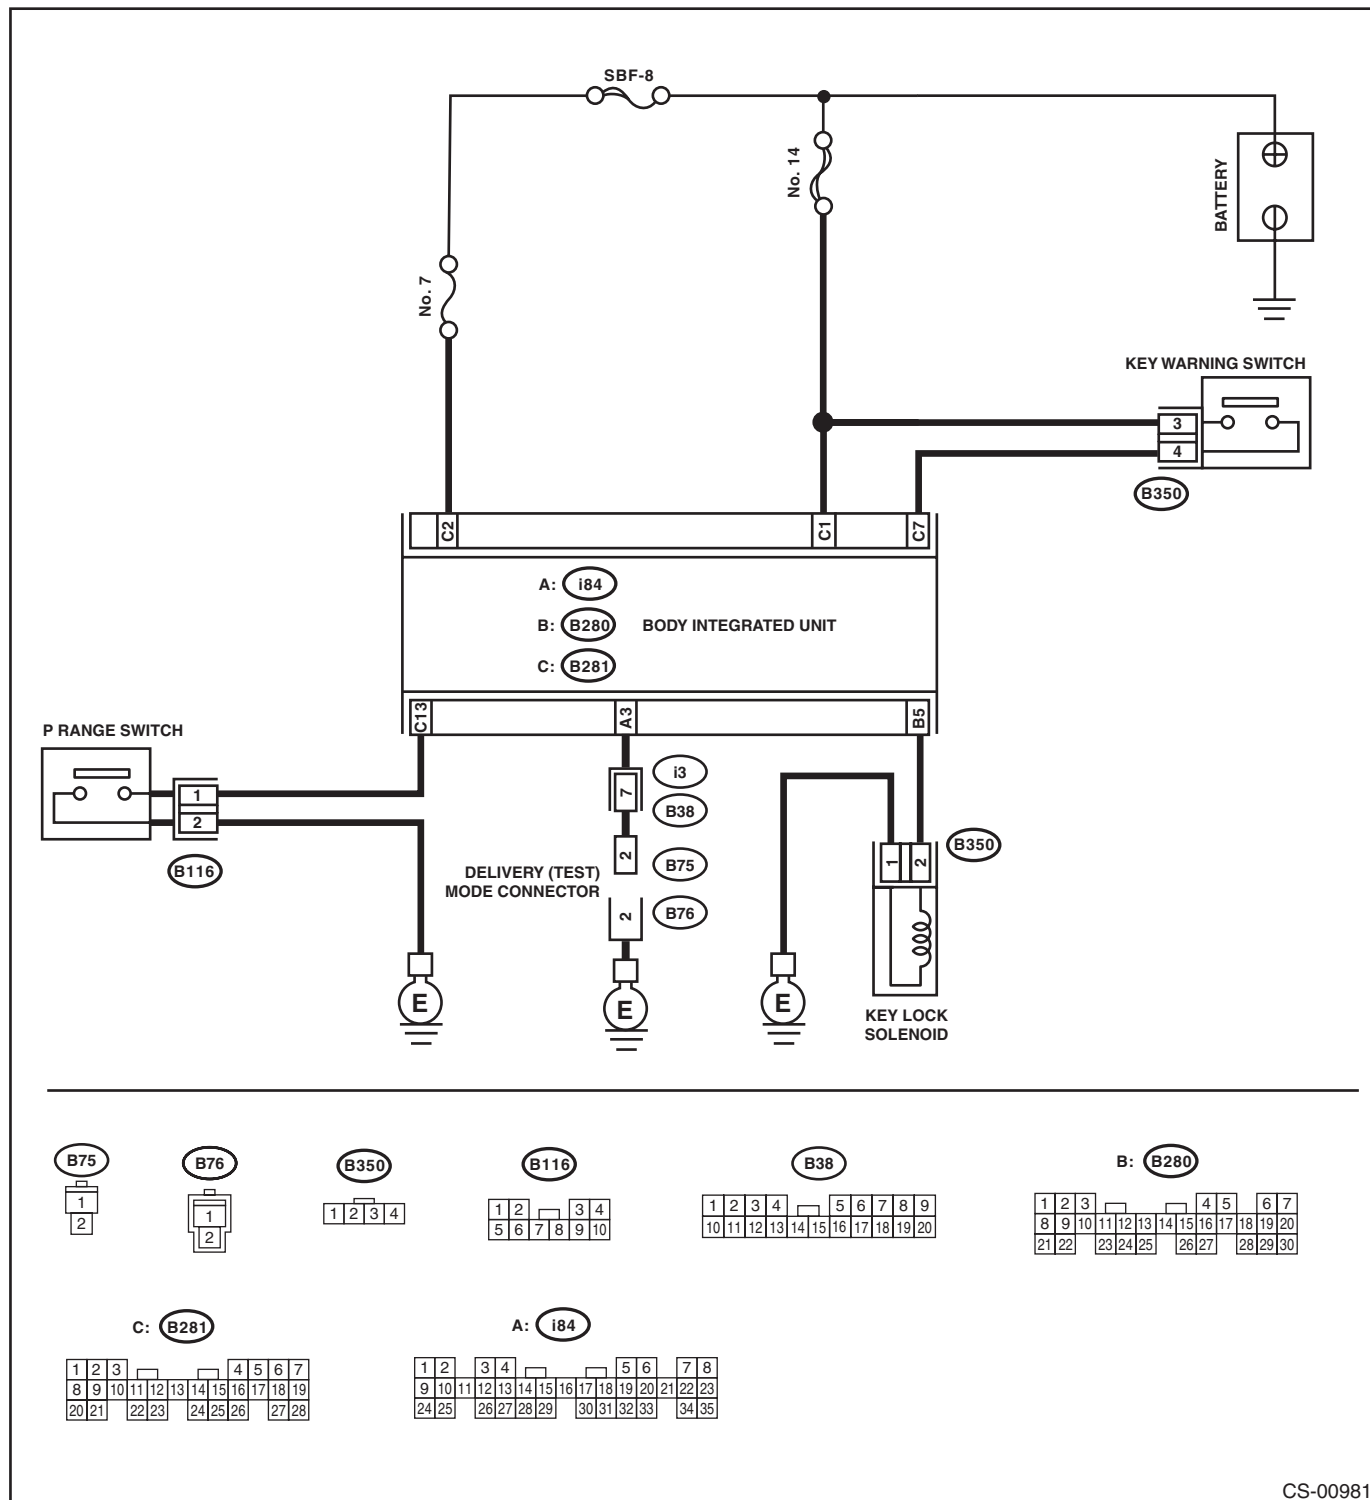 SBF-8
No. 14
BATTERY
No. 7
KEY WARNING SWITCH
3
4
B350
C2
C1
C7
A: i84
B: B280 BODY INTEGRATED UNIT
C: B281
C13
A3
B5
P RANGE SWITCH
1
2
B116
i3
7
B38
2
B75
DELIVERY (TEST)
MODE CONNECTOR
2
B76
1 2
B350
E
E
E
KEY LOCK
SOLENOID
B75
1
2
B76
1
2
B350
1 2 3 4
B116
1 2 3 4
5 6 7 8 9 10
B38
1 2 3 4 5 6 7 8 9
10 11 12 13 14 15 16 17 18 19 20
B: B280
1 2 3 4 5 6 7
8 9 10 11 12 13 14 15 16 17 18 19 20
21 22 23 24 25 26 27 28 29 30
C: B281
1 2 3 4 5 6 7
8 9 10 11 12 13 14 15 16 17 18 19
20 21 22 23 24 25 26 27 28
A: i84
1 2 3 4 5 6 7 8
9 10 11 12 13 14 15 16 17 18 19 20 21 22 23
24 25 26 27 28 29 30 31 32 33 34 35
CS-00981